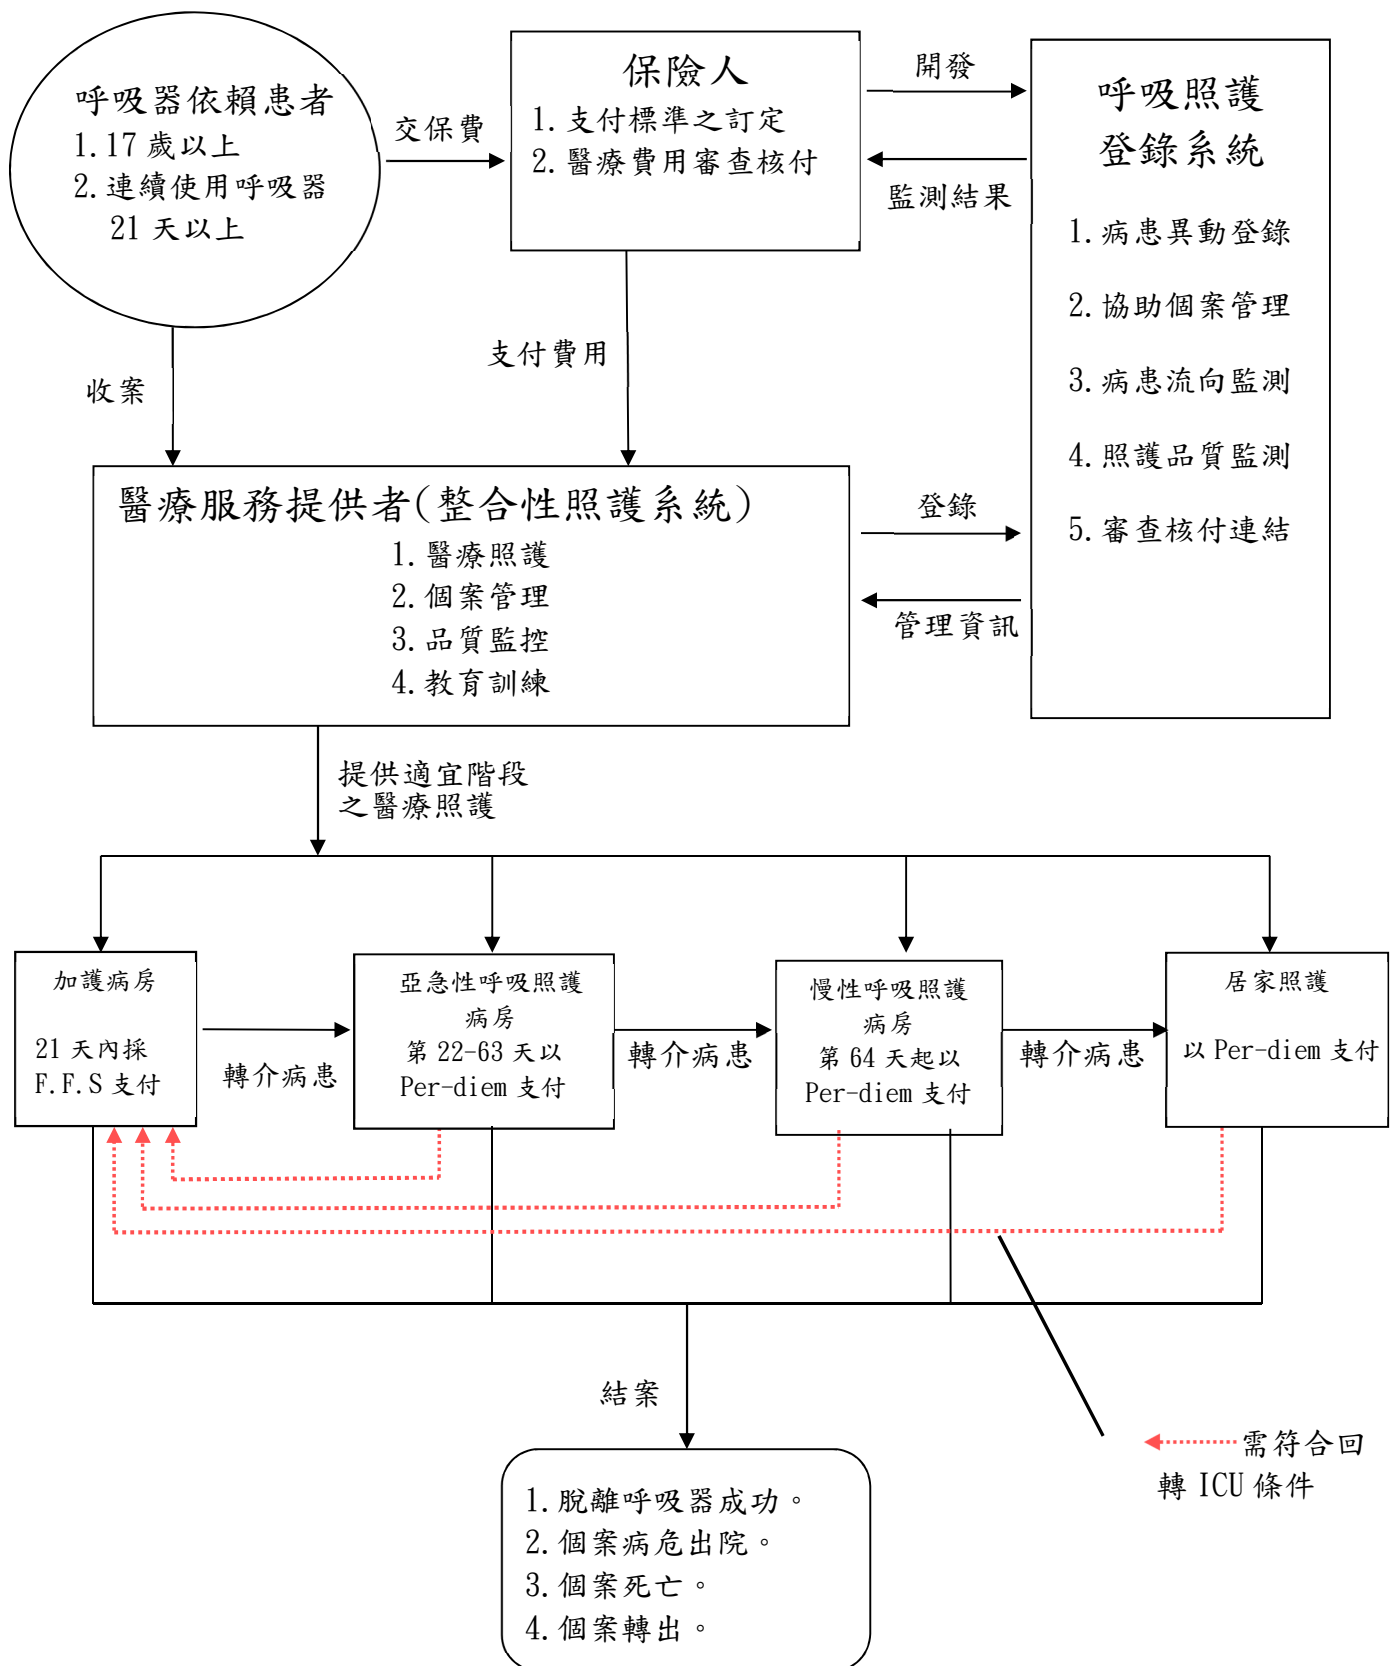 呼吸器依賴患者
1.17 歲以上
2.連續使用呼吸器
21 天以上
交保費
保險人
1.支付標準之訂定
2.醫療費用審查核付
開發
監測結果
呼吸照護
登錄系統
1.病患異動登錄
2.協助個案管理
3.病患流向監測
4.照護品質監測
5.審查核付連結
收案
支付費用
醫療服務提供者(整合性照護系統)
1.醫療照護
2.個案管理
3.品質監控
4.教育訓練
登錄
管理資訊
提供適宜階段
之醫療照護
加護病房
21 天內採
F.F.S 支付
轉介病患
亞急性呼吸照護
病房
第 22-63 天以
Per-diem 支付
轉介病患
慢性呼吸照護
病房
第 64 天起以
Per-diem 支付
轉介病患
居家照護
以 Per-diem 支付
結案
需符合回
轉 ICU 條件
1.脫離呼吸器成功。
2.個案病危出院。
3.個案死亡。
4.個案轉出。